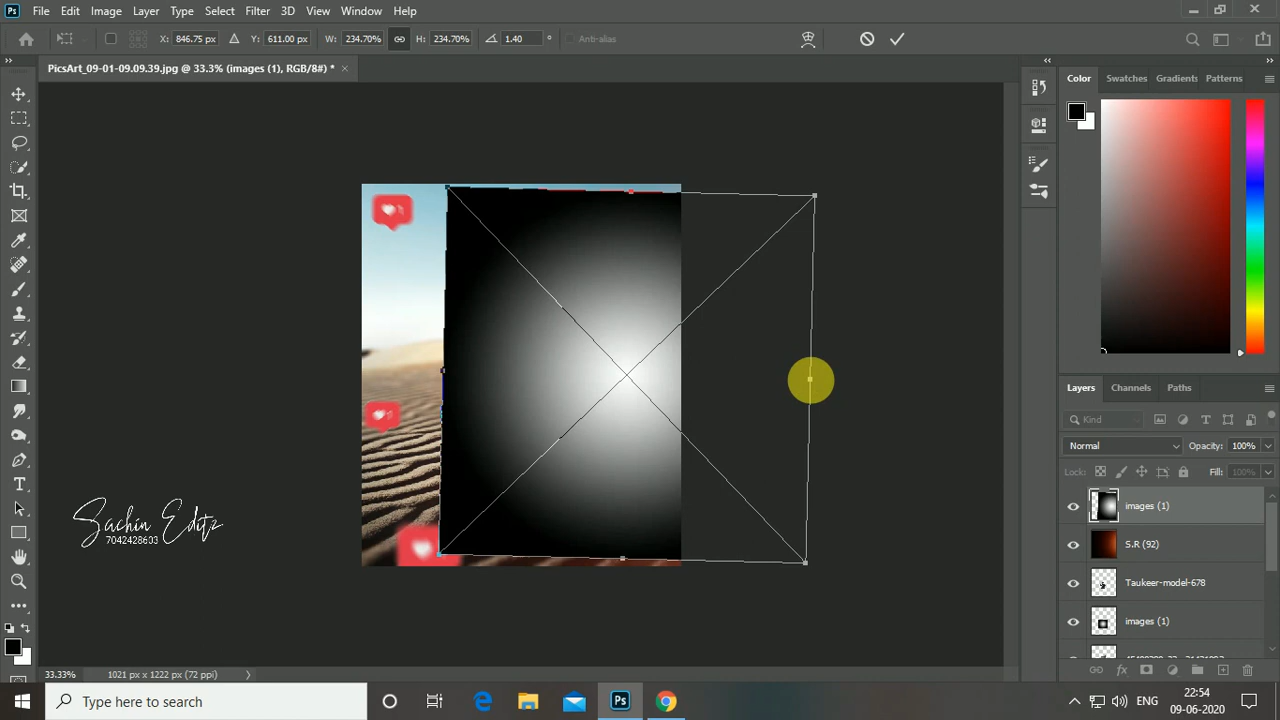 Ps File Edit Image Layer Type Select Filter 3D View Window Help
X: 846.75 px Y: 611.00 px W: 234.70% H: 234.70% 1.40 ° Anti-alias
PicsArt_09-01-09.09.39.jpg @ 33.3% (images (1), RGB/8#) * ×
Color Swatches Gradients Patterns
Layers Channels Paths
Kind
Normal Opacity: 100%
Lock: Fill: 100%
images (1)
S.R (92)
Taukeer-model-678
images (1)
Sachin Editz
7042428603
33.33% 1021 px x 1222 px (72 ppi)
Type here to search
Ps
ENG
22:54
09-06-2020